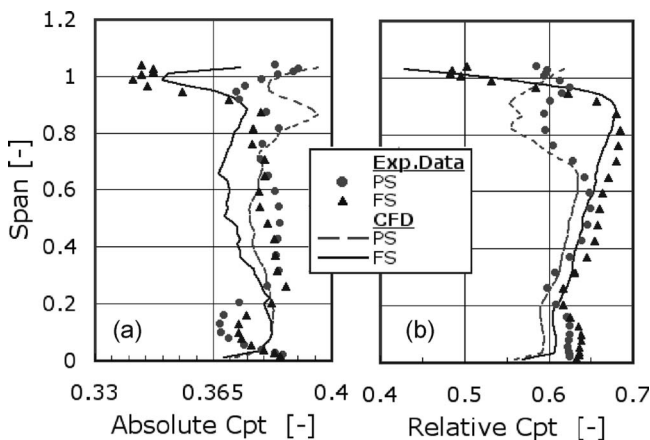 1.2
1
0.8
0.6
0.4
0.2
0
Span [-]
(a)
0.33
0.365
0.4
Absolute Cpt [-]
Exp.Data
PS
FS
CFD
PS
FS
(b)
0.4
0.5
0.6
0.7
Relative Cpt [-]